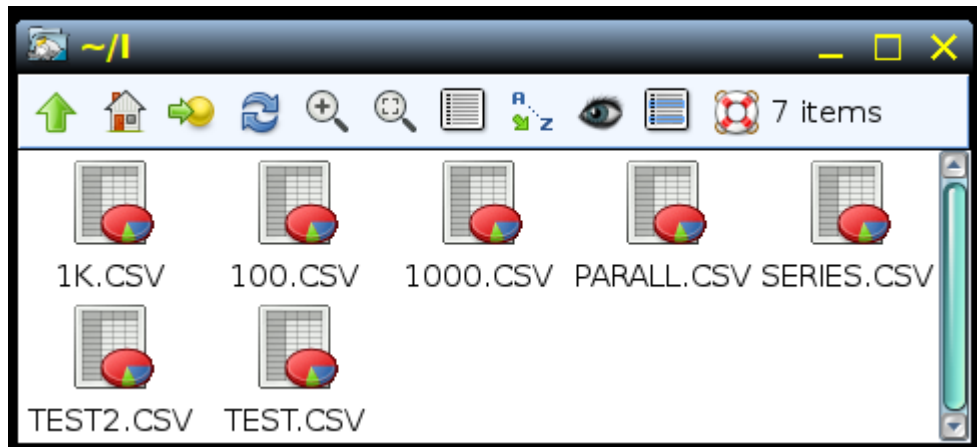 ~/I
A Z 7 items
1K.CSV 100.CSV 1000.CSV PARALL.CSV SERIES.CSV
TEST2.CSV TEST.CSV